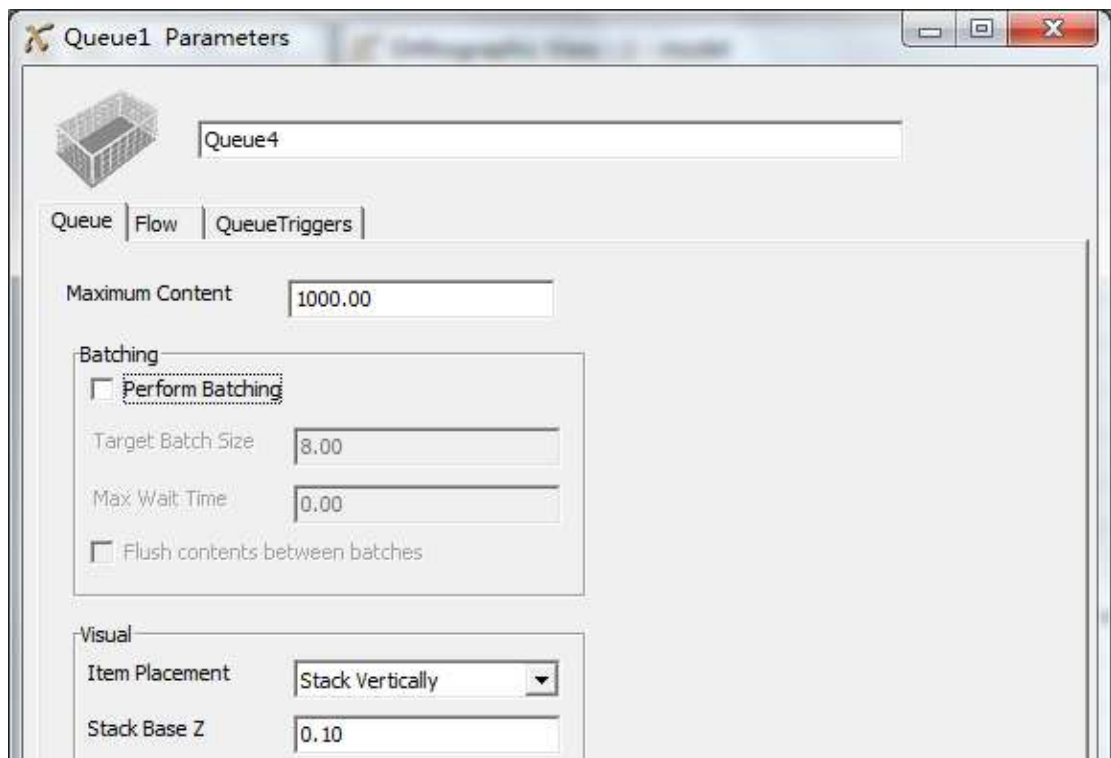 Queue1 Parameters
Queue4
Queue Flow QueueTriggers
Maximum Content 1000.00
Batching
Perform Batching
Target Batch Size 8.00
Max Wait Time 0.00
Flush contents between batches
Visual
Item Placement Stack Vertically
Stack Base Z 0.10